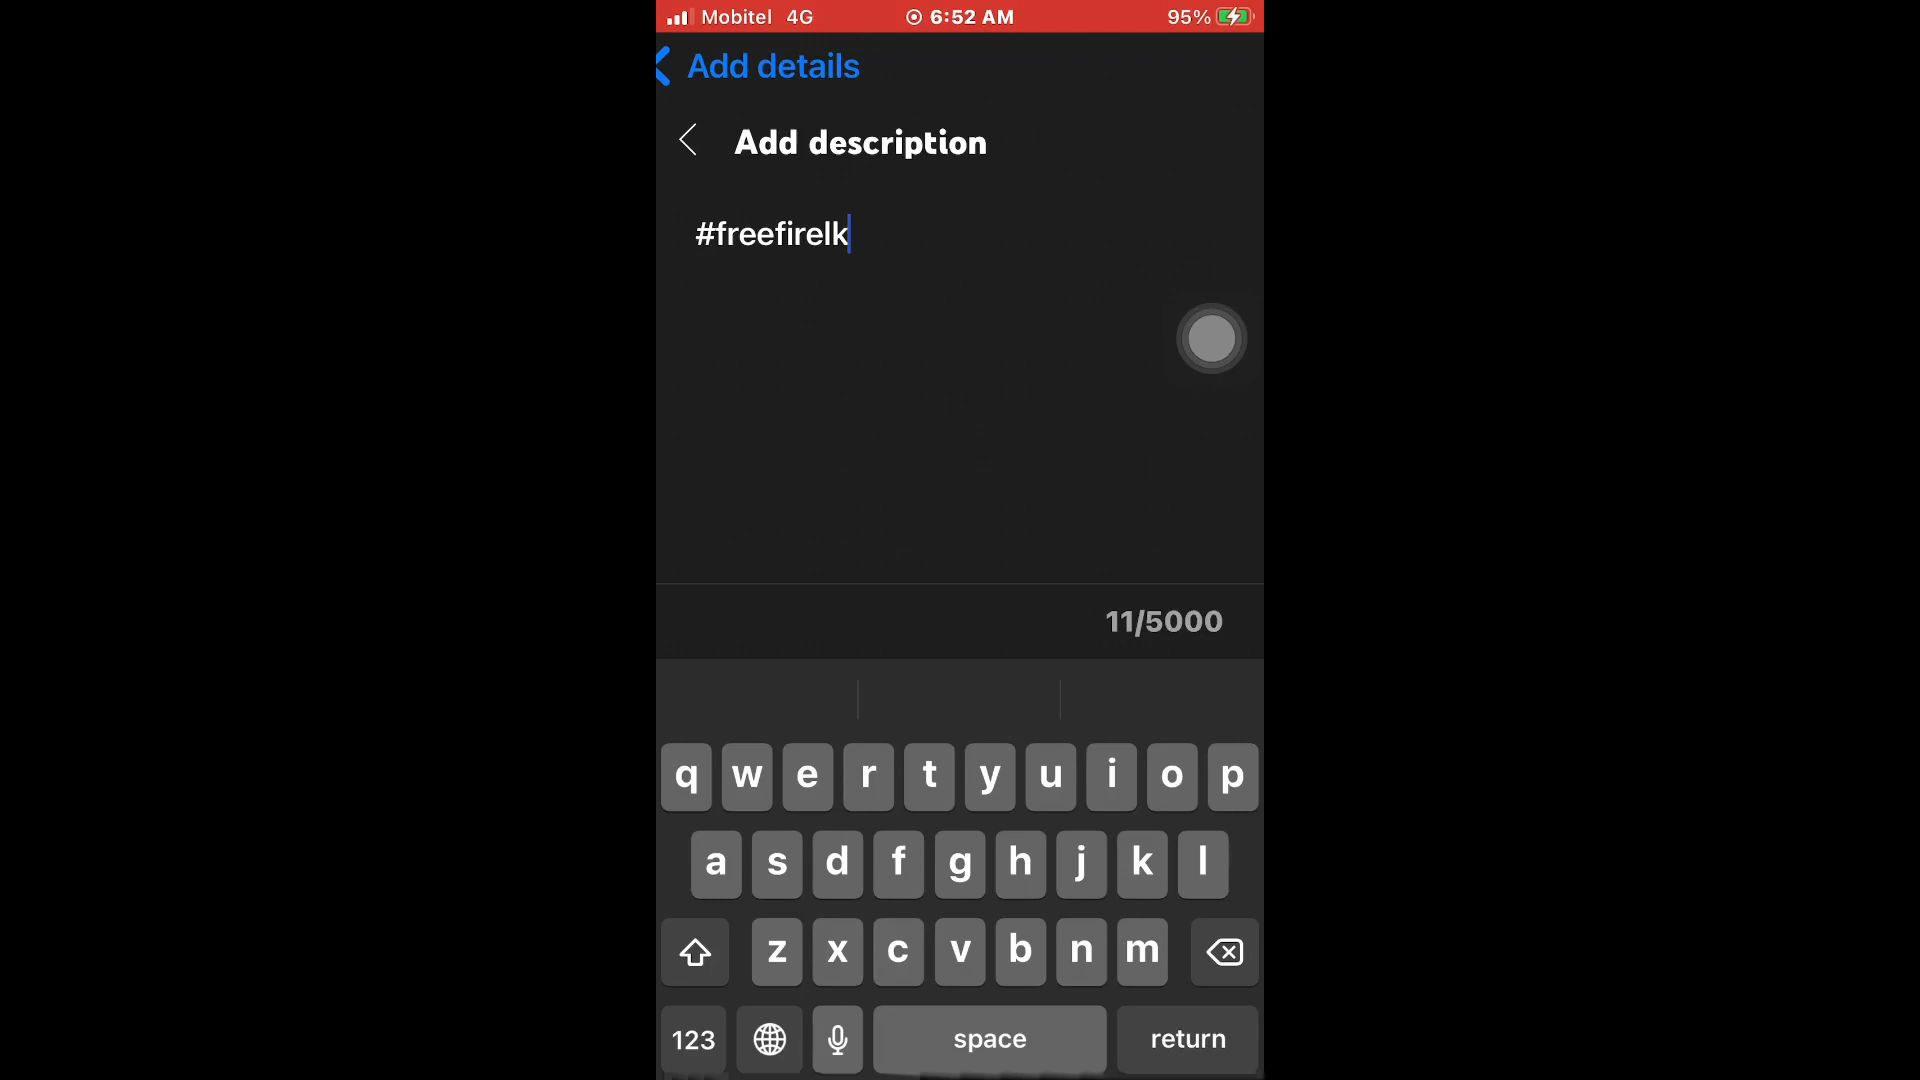 Mobitel 4G 6:52 AM 95%
Add details
Add description
#freefirelk
11/5000
q w e r t y u i o p
a s d f g h j k l
z x c v b n m
123 space return